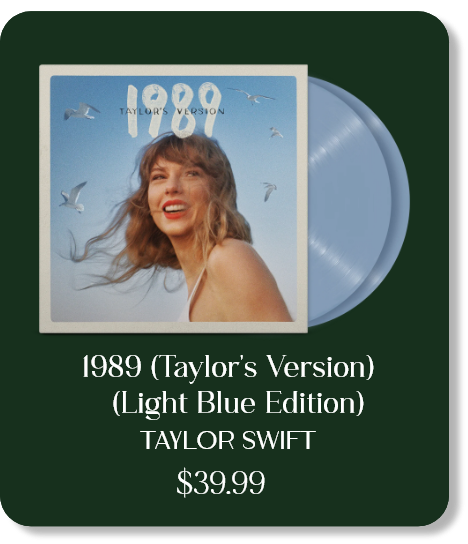 1989
TAYLOR'S VERSION
1989 (Taylor's Version)
(Light Blue Edition)
TAYLOR SWIFT
$39.99